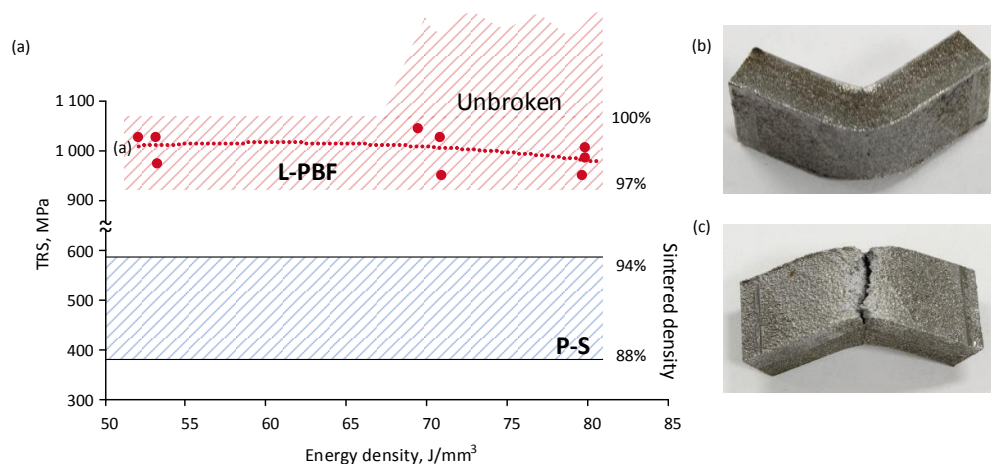 (a)
1 100
1 000
900
600
500
400
300
TRS, MPa
(a)
Unbroken
L-PBF
P-S
100%
97%
94%
88%
Sintered density
50
55
60
65
70
75
80
85
Energy density, J/mm³
(b)
(c)